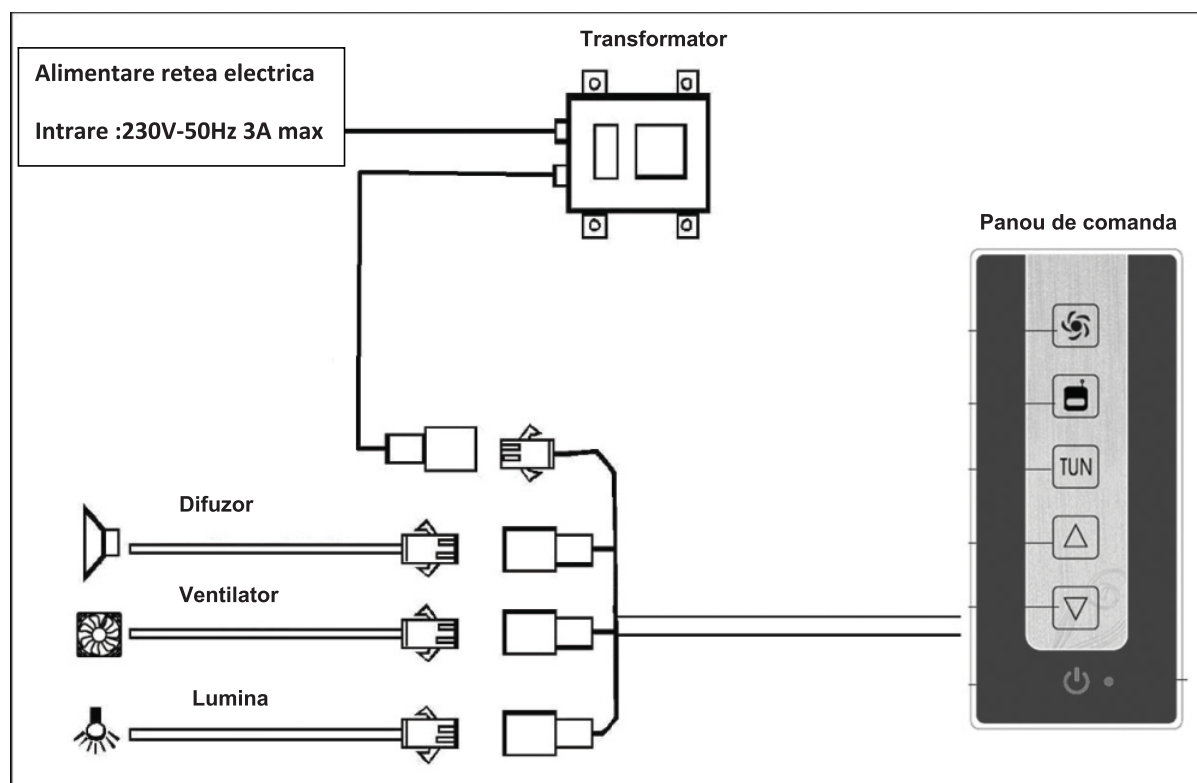 Transformator
Alimentare retea electrica
Intrare :230V-50Hz 3A max
Panou de comanda
TUN
Difuzor
Ventilator
Lumina